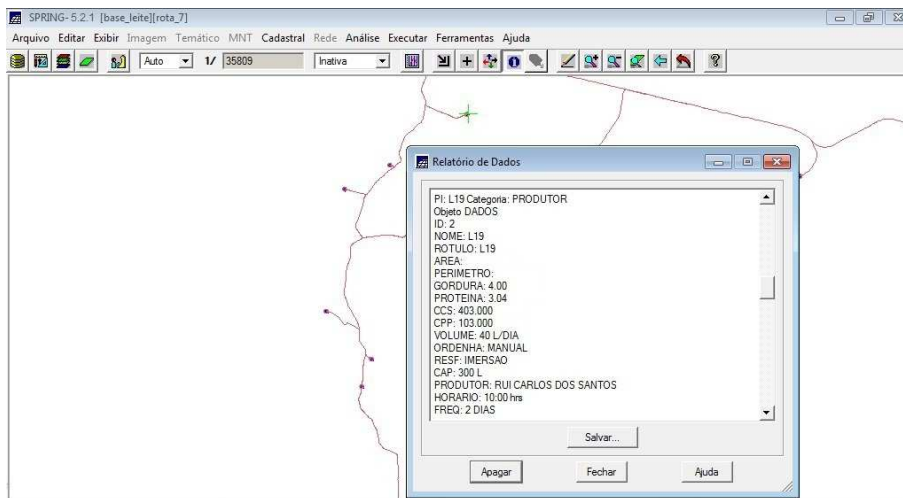 SPRING- 5.2.1 [base_leite][rota_7]
Arquivo Editar Exibir Imagem Temático MNT Cadastral Rede Análise Executar Ferramentas Ajuda
Auto 1/ 35809 Inativa
Relatório de Dados
PI: L19 Categoria: PRODUTOR
Objeto DADOS
ID: 2
NOME: L19
ROTULO: L19
AREA:
PERIMETRO:
GORDURA: 4.00
PROTEINA: 3.04
CCS: 403.000
CPP: 103.000
VOLUME: 40 L/DIA
ORDENHA: MANUAL
RESF: IMERSAO
CAP: 300 L
PRODUTOR: RUI CARLOS DOS SANTOS
HORARIO: 10:00 hrs
FREQ: 2 DIAS
Salvar...
Apagar Fechar Ajuda